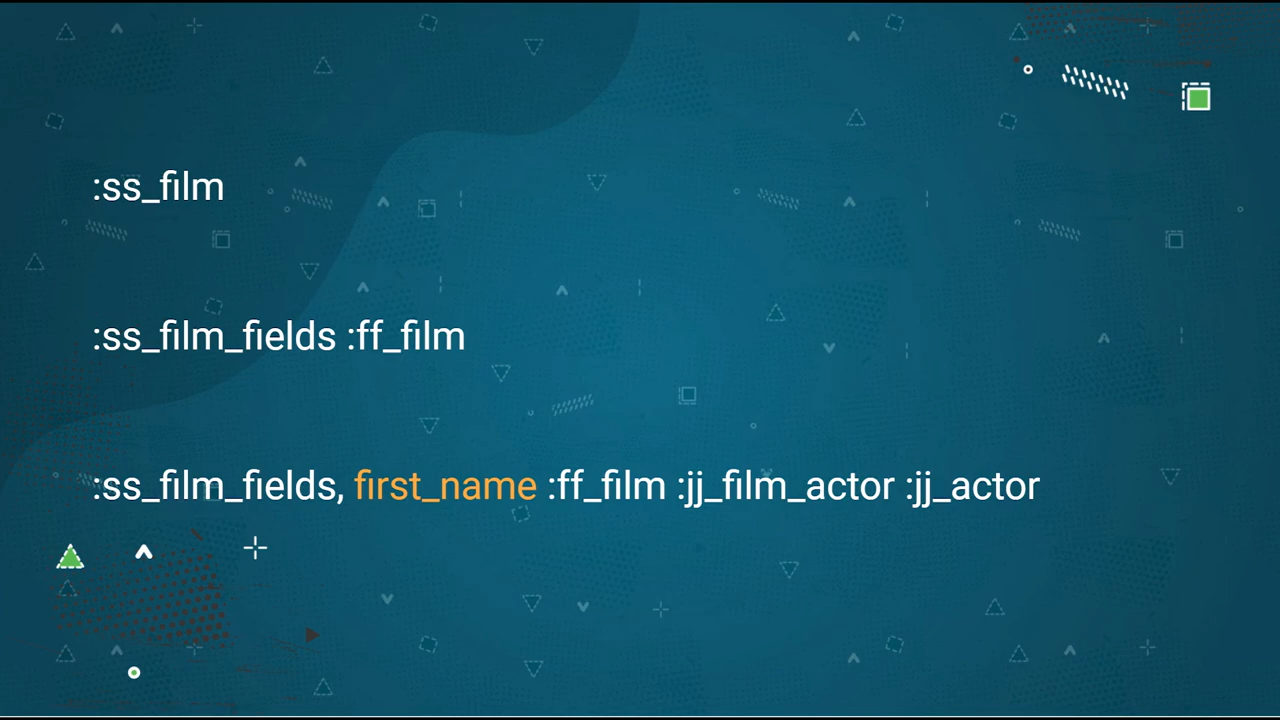 :ss_film
:ss_film_fields :ff_film
:ss_film_fields, first_name :ff_film :jj_film_actor :jj_actor